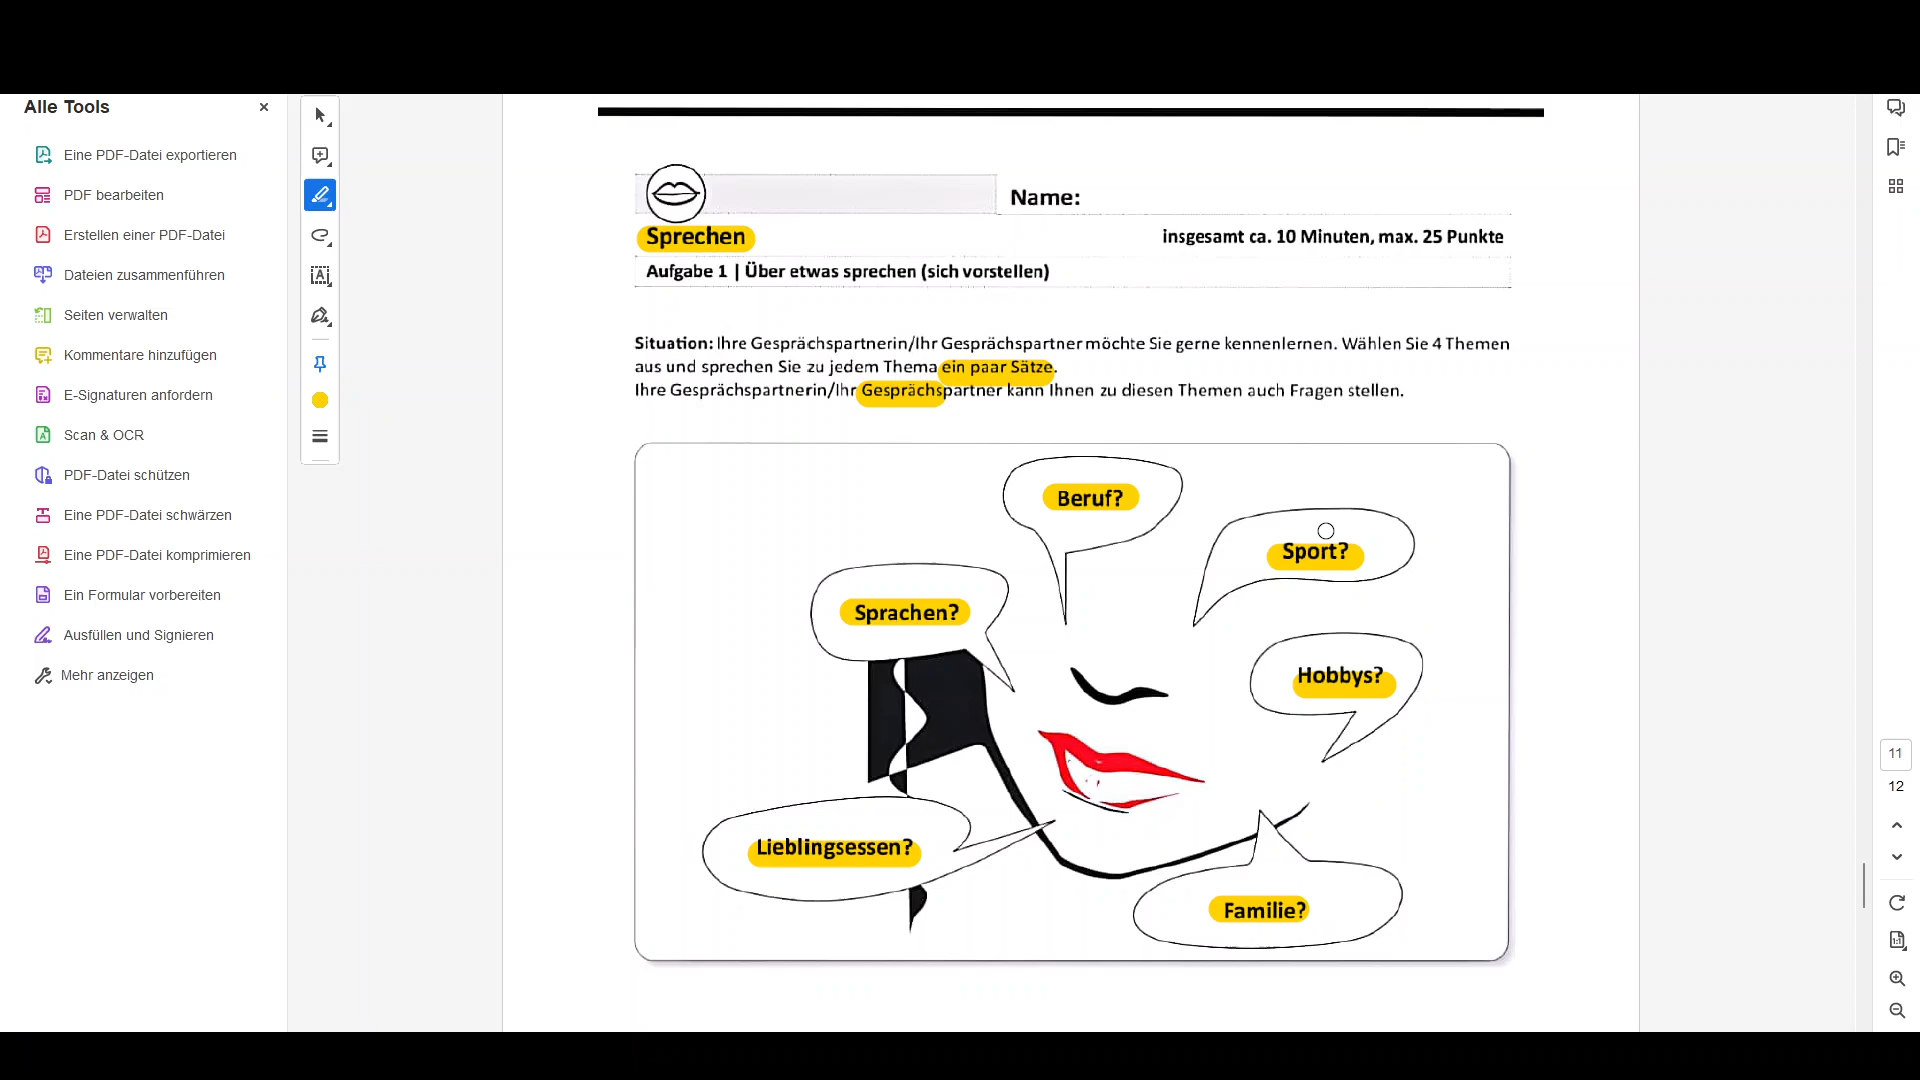 Alle Tools
Eine PDF-Datei exportieren
PDF bearbeiten
Erstellen einer PDF-Datei
Dateien zusammenführen
Seiten verwalten
Kommentare hinzufügen
E-Signaturen anfordern
Scan & OCR
PDF-Datei schützen
Eine PDF-Datei schwärzen
Eine PDF-Datei komprimieren
Ein Formular vorbereiten
Ausfüllen und Signieren
Mehr anzeigen
Name:
Sprechen
insgesamt ca. 10 Minuten, max. 25 Punkte
Aufgabe 1 | Über etwas sprechen (sich vorstellen)
Situation: Ihre Gesprächspartnerin/Ihr Gesprächspartner möchte Sie gerne kennenlernen. Wählen Sie 4 Themen
aus und sprechen Sie zu jedem Thema ein paar Sätze.
Ihre Gesprächspartnerin/Ihr Gesprächspartner kann Ihnen zu diesen Themen auch Fragen stellen.
Beruf?
Sport?
Sprachen?
Hobbys?
Lieblingsessen?
Familie?
11
12